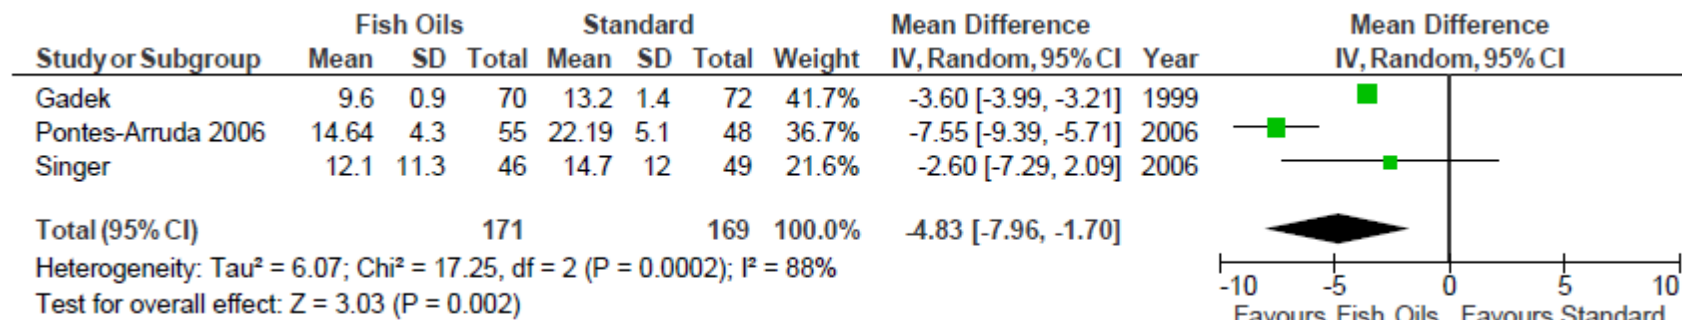 Fish Oils Standard Mean Difference Mean Difference
Study or Subgroup Mean SD Total Mean SD Total Weight IV, Random, 95% CI Year IV, Random, 95% CI
Gadek 9.6 0.9 70 13.2 1.4 72 41.7% -3.60 [-3.99, -3.21] 1999
Pontes-Arruda 2006 14.64 4.3 55 22.19 5.1 48 36.7% -7.55 [-9.39, -5.71] 2006
Singer 12.1 11.3 46 14.7 12 49 21.6% -2.60 [-7.29, 2.09] 2006
Total (95% CI) 171 169 100.0% -4.83 [-7.96, -1.70]
Heterogeneity: Tau² = 6.07; Chi² = 17.25, df = 2 (P = 0.0002); I² = 88%
Test for overall effect: Z = 3.03 (P = 0.002)
-10 -5 0 5 10
Favours Fish Oils Favours Standard